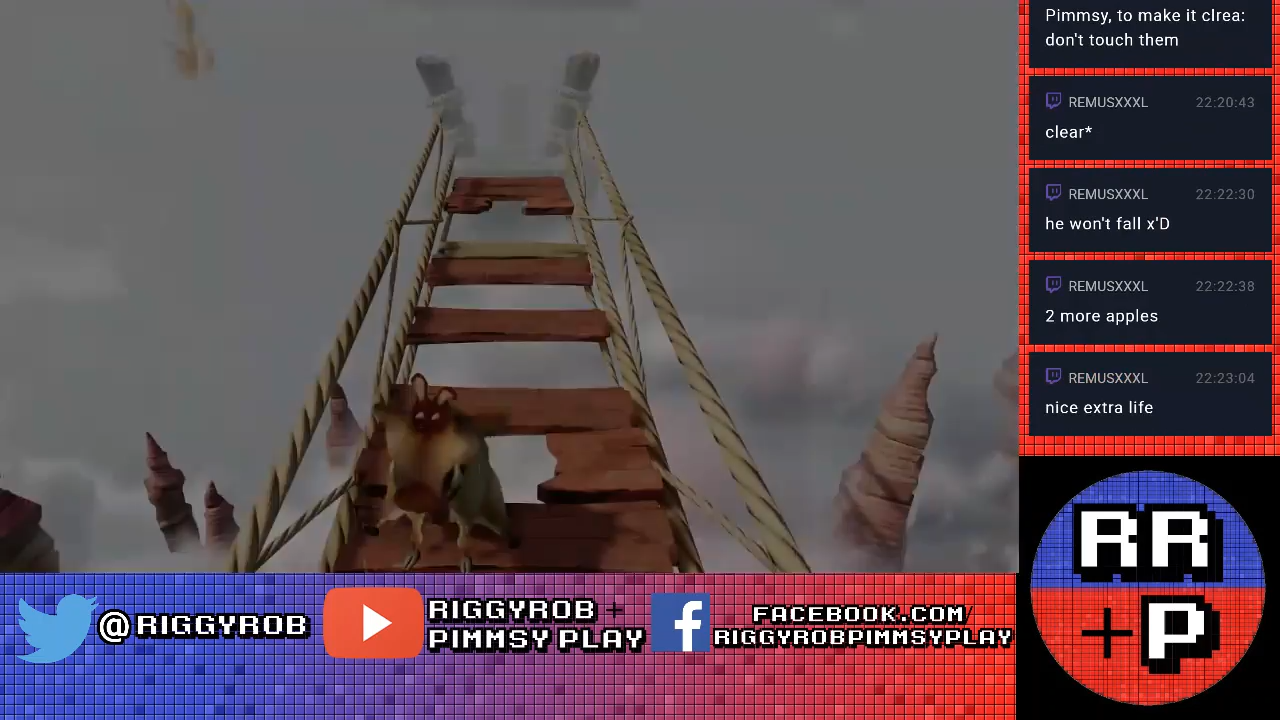 Pimmsy, to make it clrea:
don't touch them
REMUSXXXL 22:20:43
clear*
REMUSXXXL 22:22:30
he won't fall x'D
REMUSXXXL 22:22:38
2 more apples
REMUSXXXL 22:23:04
nice extra life
@RIGGYROB
RIGGYROB +
PIMMSY PLAY
FACEBOOK.COM/
RIGGYROBPIMMSYPLAY
RR
+P